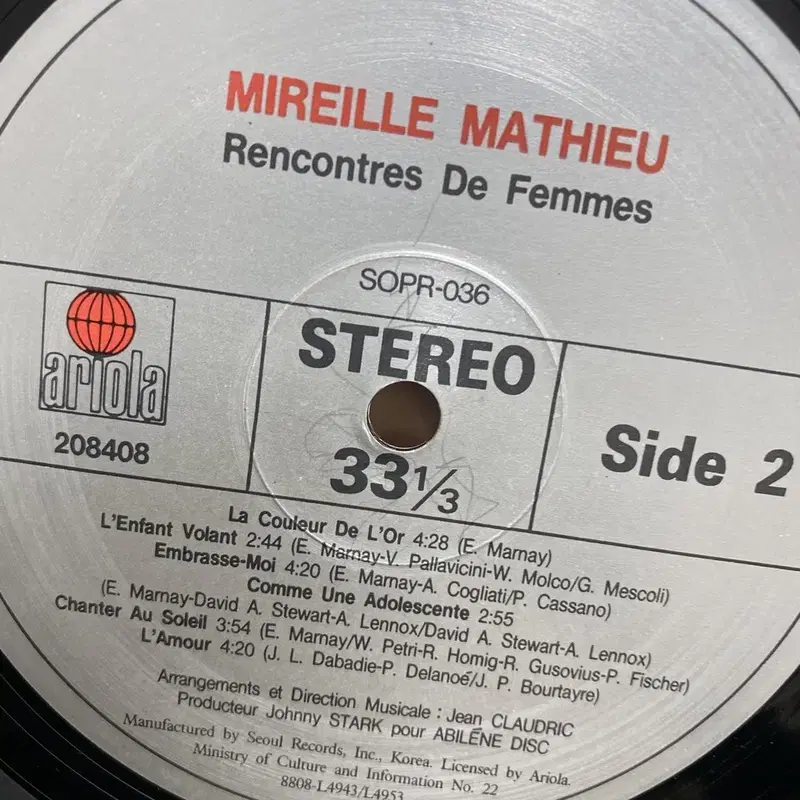 MIREILLE MATHIEU
Rencontres De Femmes
SOPR-036
ariola
208408
STEREO
33 1/3
Side 2
La Couleur De L'Or 4:28 (E. Marnay)
L'Enfant Volant 2:44 (E. Marnay-V. Pallavicini-W. Molco/G. Mescoli)
Embrasse-Moi 4:20 (E. Marnay-A. Cogliati/P. Cassano)
Comme Une Adolescente 2:55
(E. Marnay-David A. Stewart-A. Lennox/David A. Stewart-A. Lennox)
Chanter Au Soleil 3:54 (E. Marnay/W. Petri-R. Hornig-R. Gusovius-P. Fischer)
L'Amour 4:20 (J. L. Dabadie-P. Delanoé/J. P. Bourtayre)
Arrangements et Direction Musicale : Jean CLAUDRIC
Producteur Johnny STARK pour ABILÈNE DISC
Manufactured by Seoul Records, Inc., Korea. Licensed by Ariola.
Ministry of Culture and Information No. 22
8808-L4943/L4953